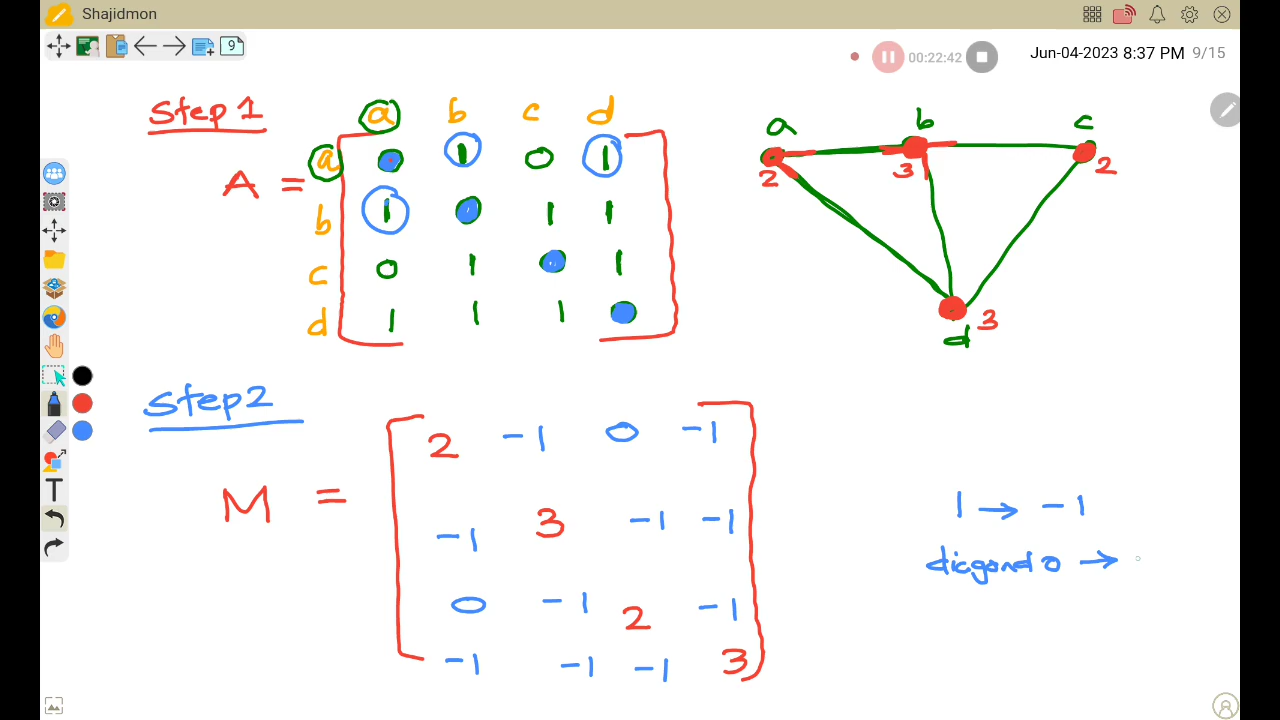 Shajidmon
9
00:22:42
Jun-04-2023 8:37 PM 9/15
Step 1
a b c d
A =
a 0 1 0 1
b 1 0 1 1
c 0 1 0 1
d 1 1 1 0
a b c
2 3 2
3
d
Step 2
M =
2 -1 0 -1
-1 3 -1 -1
0 -1 2 -1
-1 -1 -1 3
1 → -1
diagonal 0 →
T